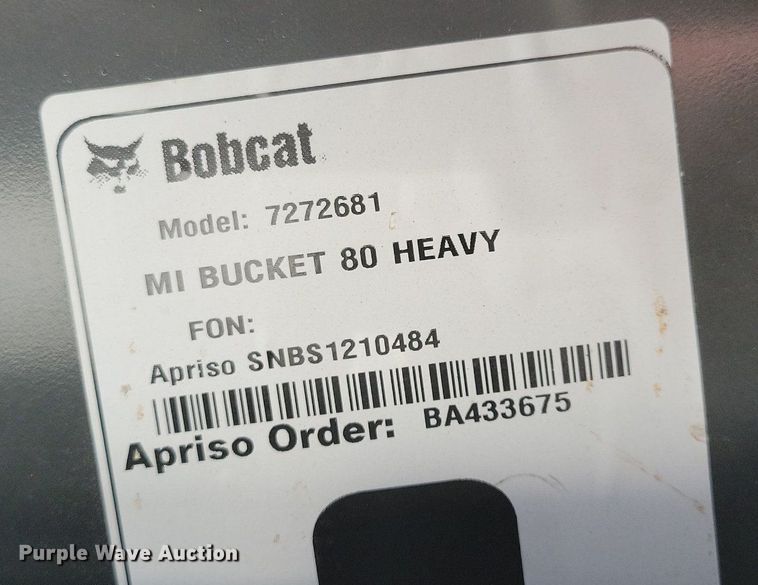 Bobcat
Model: 7272681
MI BUCKET 80 HEAVY
FON:
Apriso SNBS1210484
Apriso Order: BA433675
Purple Wave Auction